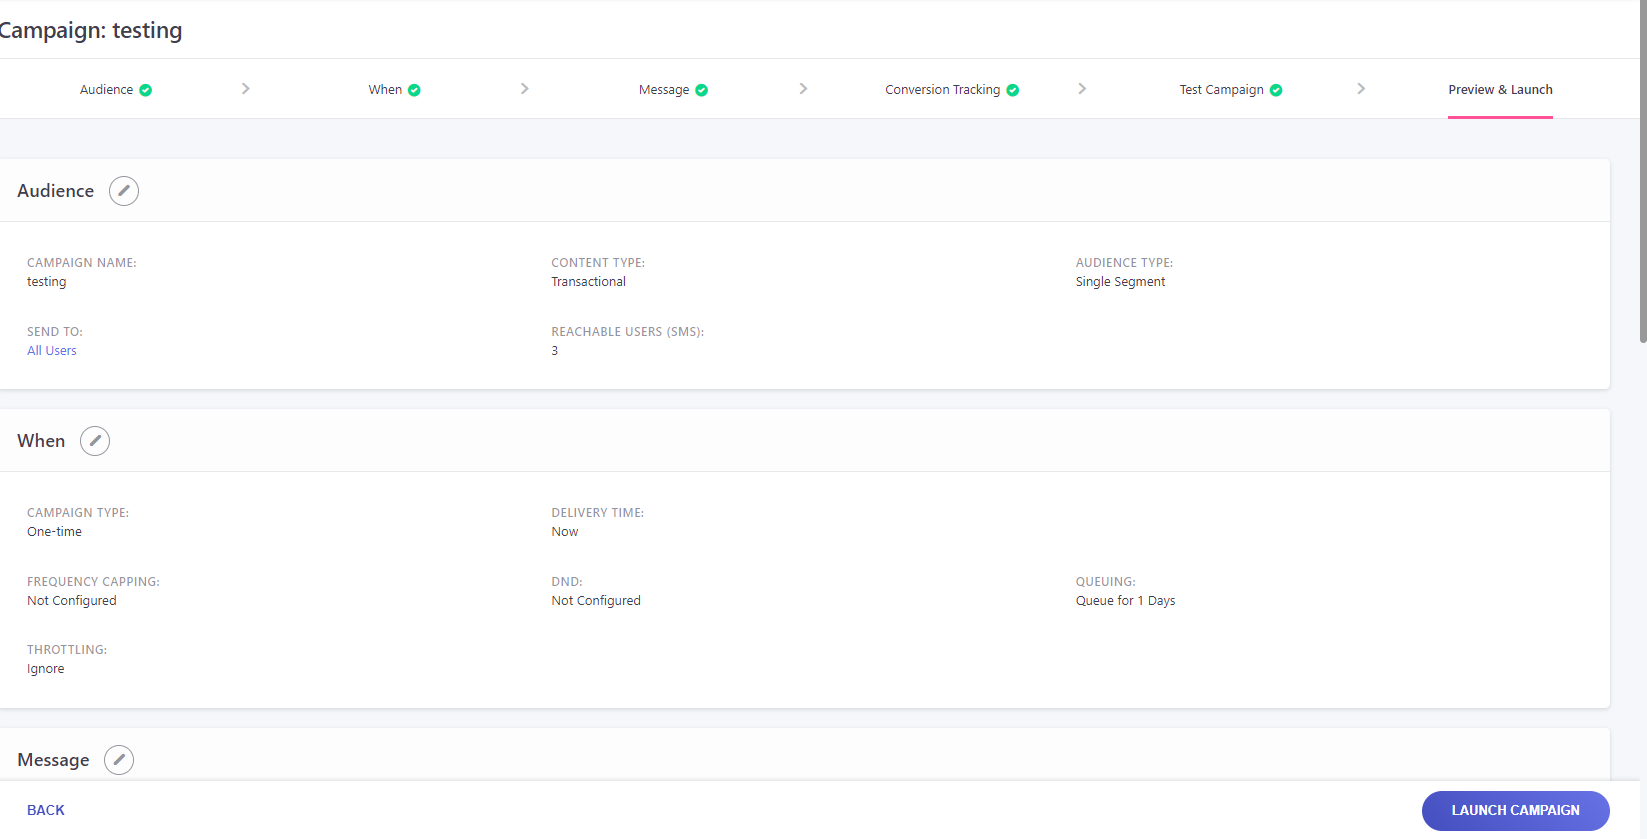 Campaign: testing
Audience
When
Message
Conversion Tracking
Test Campaign
Preview & Launch
Audience
CAMPAIGN NAME:
testing
CONTENT TYPE:
Transactional
AUDIENCE TYPE:
Single Segment
SEND TO:
All Users
REACHABLE USERS (SMS):
3
When
CAMPAIGN TYPE:
One-time
DELIVERY TIME:
Now
FREQUENCY CAPPING:
Not Configured
DND:
Not Configured
QUEUING:
Queue for 1 Days
THROTTLING:
Ignore
Message
BACK
LAUNCH CAMPAIGN